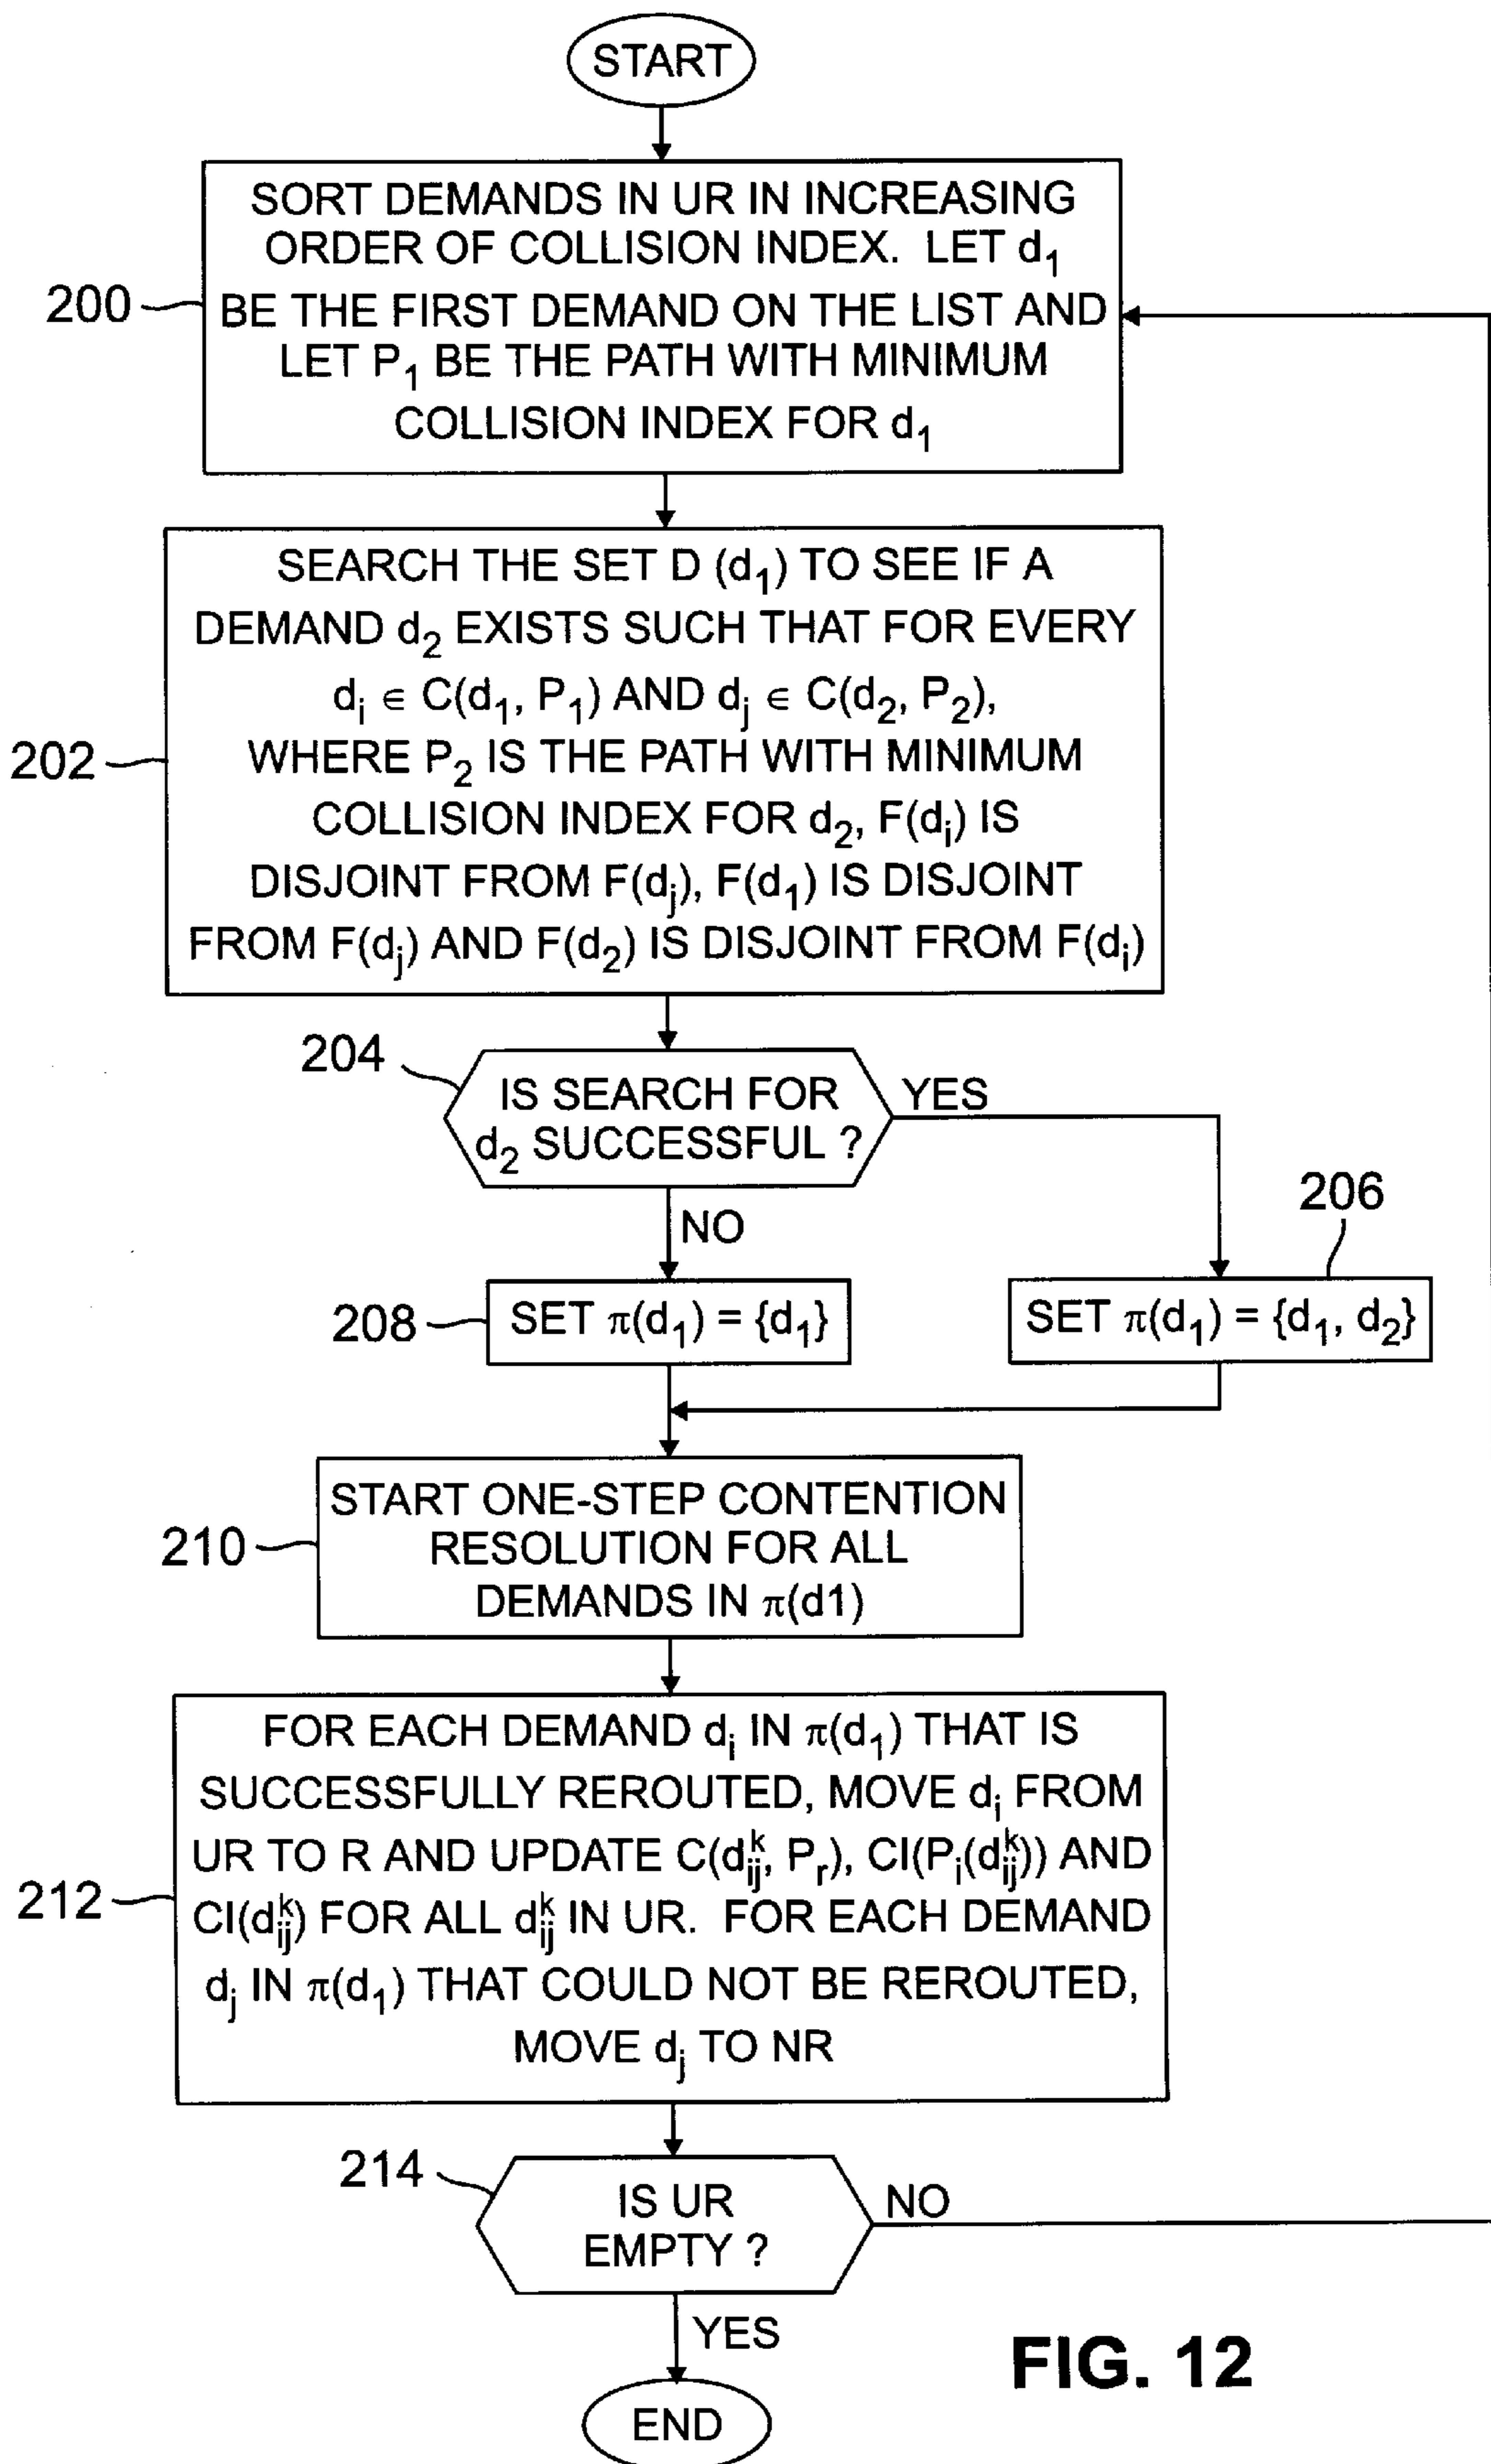 START
SORT DEMANDS IN UR IN INCREASING
ORDER OF COLLISION INDEX. LET d₁
200
BE THE FIRST DEMAND ON THE LIST AND
LET P₁ BE THE PATH WITH MINIMUM
COLLISION INDEX FOR d₁
SEARCH THE SET D (d₁) TO SEE IF A
DEMAND d₂ EXISTS SUCH THAT FOR EVERY
dᵢ ∈ C(d₁, P₁) AND dⱼ ∈ C(d₂, P₂),
202
WHERE P₂ IS THE PATH WITH MINIMUM
COLLISION INDEX FOR d₂, F(dᵢ) IS
DISJOINT FROM F(dⱼ), F(d₁) IS DISJOINT
FROM F(dⱼ) AND F(d₂) IS DISJOINT FROM F(dᵢ)
204
IS SEARCH FOR
d₂ SUCCESSFUL ?
YES
NO
206
208
SET π(d₁) = {d₁}
SET π(d₁) = {d₁, d₂}
START ONE-STEP CONTENTION
210
RESOLUTION FOR ALL
DEMANDS IN π(d1)
FOR EACH DEMAND dᵢ IN π(d₁) THAT IS
SUCCESSFULLY REROUTED, MOVE dᵢ FROM
UR TO R AND UPDATE C(dᵢⱼᵏ, Pᵣ), CI(Pᵢ(dᵢⱼᵏ)) AND
212
CI(dᵢⱼᵏ) FOR ALL dᵢⱼᵏ IN UR. FOR EACH DEMAND
dⱼ IN π(d₁) THAT COULD NOT BE REROUTED,
MOVE dⱼ TO NR
214
IS UR
EMPTY ?
NO
YES
END
FIG. 12